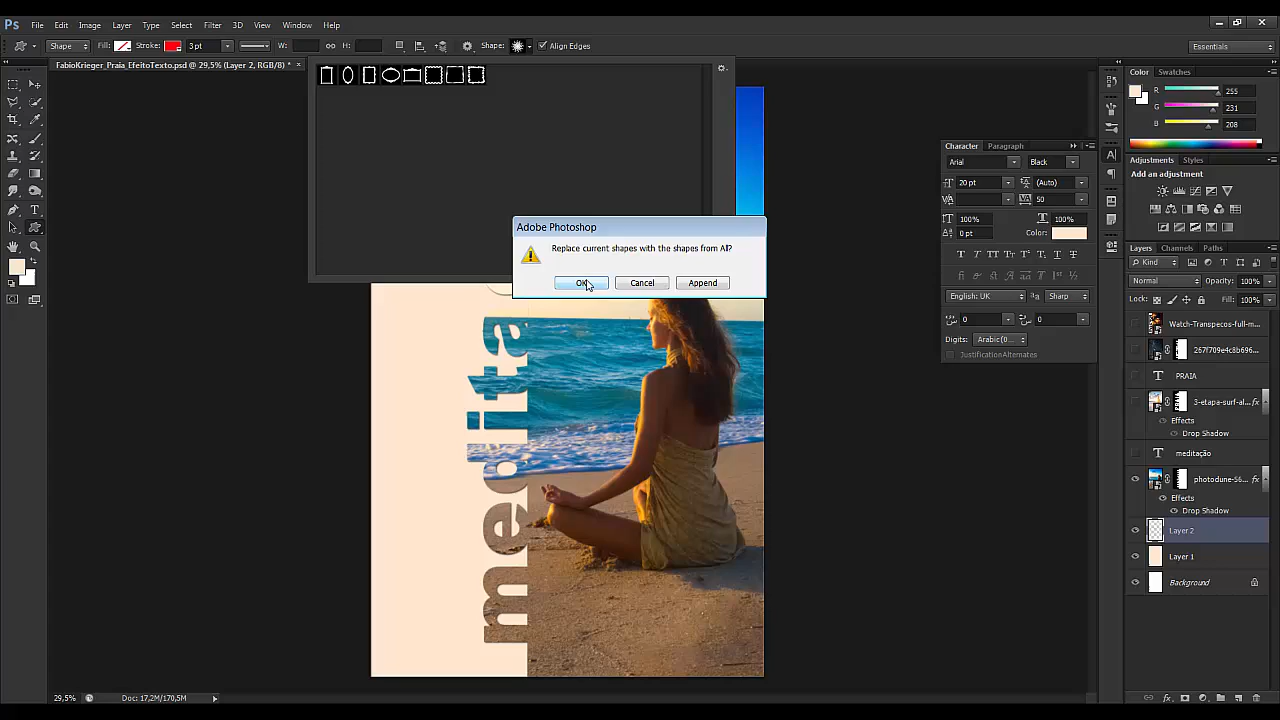 Ps File Edit Image Layer Type Select Filter 3D View Window Help
Shape Fill: Stroke: 3 pt W: H: Shape: Align Edges Essentials
FabioKrieger_Praia_EfeitoTexto.psd @ 29,5% (Layer 2, RGB/8) * ×
Color Swatches
R 255
G 231
B 208
Character Paragraph
Arial Black
20 pt (Auto)
50
100% 100%
0 pt Color:
English: UK Sharp
0 0
Digits: Arabic (0...
JustificationAlternates
Adjustments Styles
Add an adjustment
Layers Channels Paths
Kind
Normal Opacity: 100%
Lock: Fill: 100%
Watch-Transpecos-full-m...
PRAIA
3-etapa-surf-al... fx
Effects
Drop Shadow
meditação
photodune-56... fx
Effects
Drop Shadow
Layer 2
Layer 1
Background
Adobe Photoshop
Replace current shapes with the shapes from All?
OK Cancel Append
medita
29,5% Doc: 17,2M/170,5M